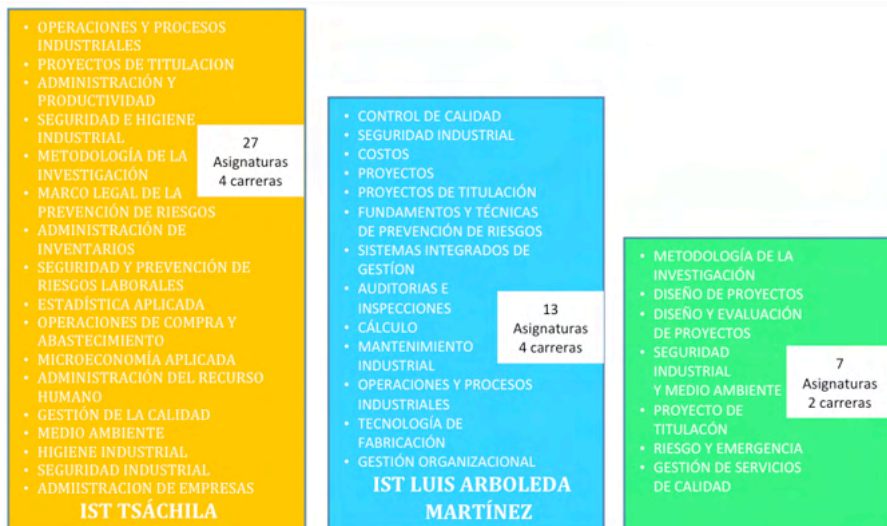 • OPERACIONES Y PROCESOS
INDUSTRIALES
• PROYECTOS DE TITULACION
• ADMINISTRACIÓN Y
PRODUCTIVIDAD
• SEGURIDAD E HIGIENE
INDUSTRIAL
• METODOLOGÍA DE LA
INVESTIGACIÓN
• MARCO LEGAL DE LA
PREVENCIÓN DE RIESGOS
• ADMINISTRACIÓN DE
INVENTARIOS
• SEGURIDAD Y PREVENCIÓN DE
RIESGOS LABORALES
• ESTADÍSTICA APLICADA
• OPERACIONES DE COMPRA Y
ABASTECIMIENTO
• MICROECONOMÍA APLICADA
• ADMINISTRACIÓN DEL RECURSO
HUMANO
• GESTIÓN DE LA CALIDAD
• MEDIO AMBIENTE
• HIGIENE INDUSTRIAL
• SEGURIDAD INDUSTRIAL
• ADMIISTRACION DE EMPRESAS
IST TSÁCHILA
27
Asignaturas
4 carreras
• CONTROL DE CALIDAD
• SEGURIDAD INDUSTRIAL
• COSTOS
• PROYECTOS
• PROYECTOS DE TITULACIÓN
• FUNDAMENTOS Y TÉCNICAS
DE PREVENCIÓN DE RIESGOS
• SISTEMAS INTEGRADOS DE
GESTÍON
• AUDITORIAS E
INSPECCIONES
• CÁLCULO
• MANTENIMIENTO
INDUSTRIAL
• OPERACIONES Y PROCESOS
INDUSTRIALES
• TECNOLOGÍA DE
FABRICACIÓN
• GESTIÓN ORGANIZACIONAL
IST LUIS ARBOLEDA
MARTÍNEZ
13
Asignaturas
4 carreras
• METODOLOGÍA DE LA
INVESTIGACIÓN
• DISEÑO DE PROYECTOS
• DISEÑO Y EVALUACIÓN
DE PROYECTOS
• SEGURIDAD
INDUSTRIAL
Y MEDIO AMBIENTE
• PROYECTO DE
TITULACÓN
• RIESGO Y EMERGENCIA
• GESTIÓN DE SERVICIOS
DE CALIDAD
7
Asignaturas
2 carreras